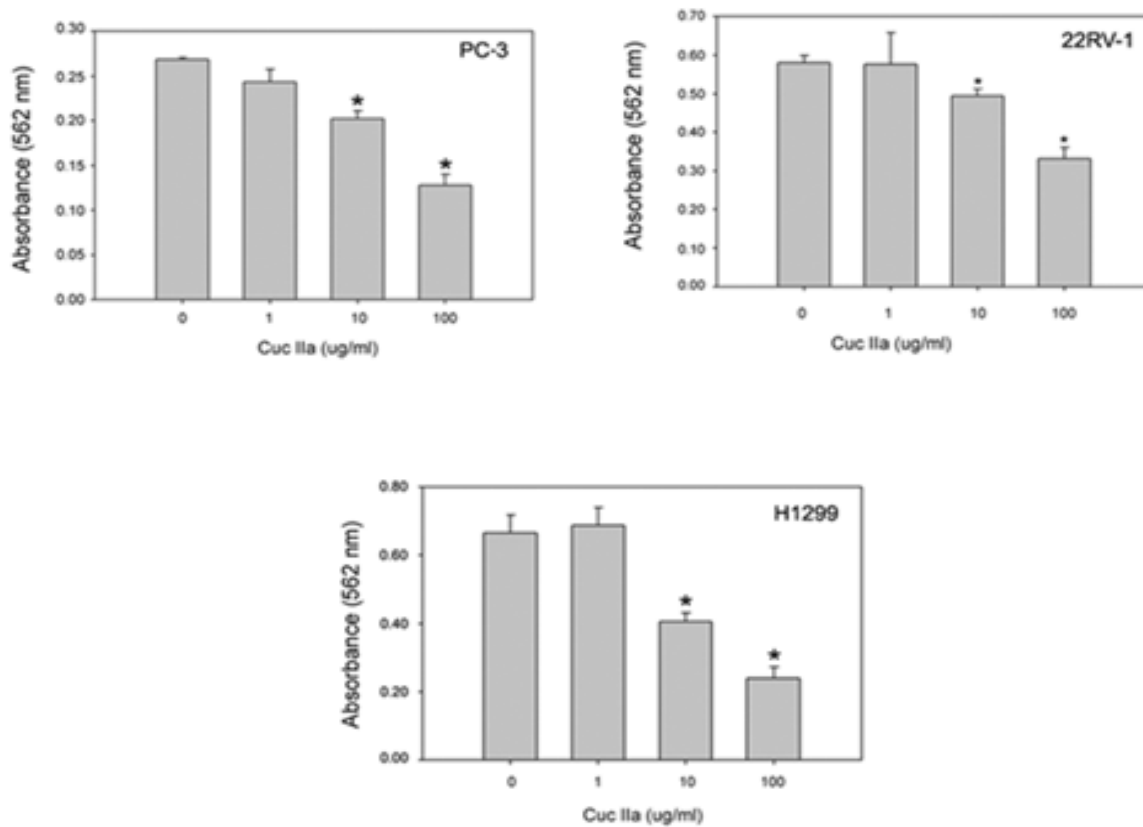 PC-3
Absorbance (562 nm)
0.30
0.25
0.20
0.15
0.10
0.05
0.00
★
★
0 1 10 100
Cuc IIa (ug/ml)
22RV-1
Absorbance (562 nm)
0.70
0.60
0.50
0.40
0.30
0.20
0.10
0.00
*
*
0 1 10 100
Cuc IIa (ug/ml)
H1299
Absorbance (562 nm)
0.80
0.60
0.40
0.20
0.00
★
★
0 1 10 100
Cuc IIa (ug/ml)